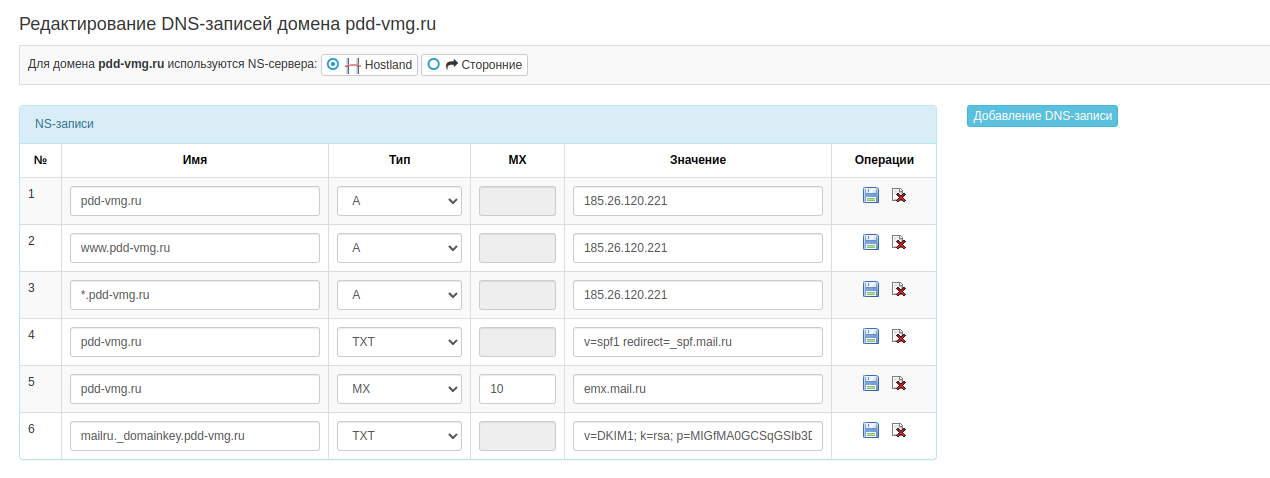 Редактирование DNS-записей домена pdd-vmg.ru
Для домена pdd-vmg.ru используются NS-сервера: Hostland Сторонние
NS-записи
Добавление DNS-записи
№ Имя Тип MX Значение Операции
1 pdd-vmg.ru A 185.26.120.221
2 www.pdd-vmg.ru A 185.26.120.221
3 *.pdd-vmg.ru A 185.26.120.221
4 pdd-vmg.ru TXT v=spf1 redirect=_spf.mail.ru
5 pdd-vmg.ru MX 10 emx.mail.ru
6 mailru._domainkey.pdd-vmg.ru TXT v=DKIM1; k=rsa; p=MIGfMA0GCSqGSIb3D